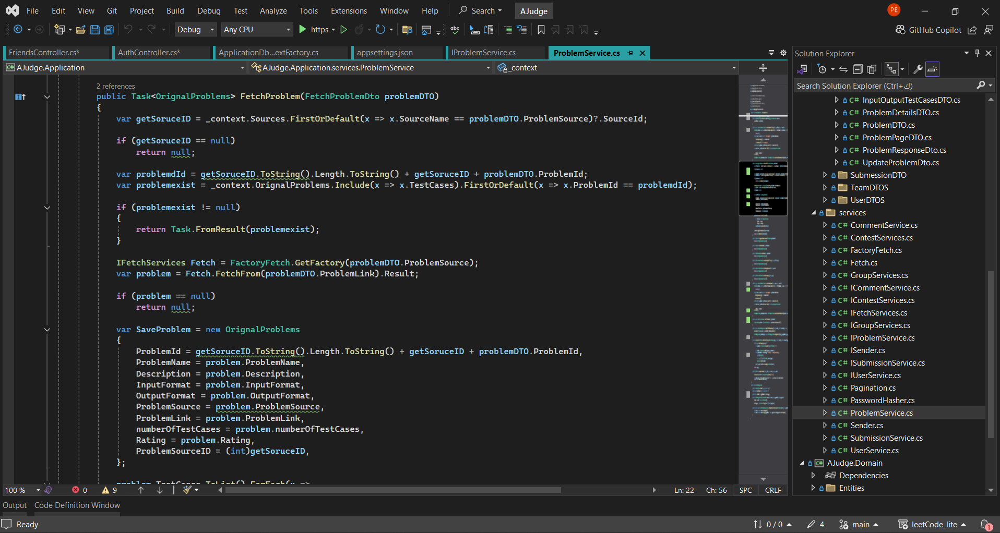 File Edit View Git Project Build Debug Test Analyze Tools Extensions Window Help Search AJudge PE
Debug Any CPU https abc GitHub Copilot
FriendsController.cs* AuthController.cs* ApplicationDb...extFactory.cs appsettings.json IProblemService.cs ProblemService.cs
C# AJudge.Application AJudge.Application.services.ProblemService _context
2 references
public Task<OrignalProblems> FetchProblem(FetchProblemDto problemDTO)
{
var getSoruceID = _context.Sources.FirstOrDefault(x => x.SourceName == problemDTO.ProblemSource)?.SourceId;
if (getSoruceID == null)
return null;
var problemdId = getSoruceID.ToString().Length.ToString() + getSoruceID + problemDTO.ProblemId;
var problemexist = _context.OrignalProblems.Include(x => x.TestCases).FirstOrDefault(x => x.ProblemId == problemdId);
if (problemexist != null)
{
return Task.FromResult(problemexist);
}
IFetchServices Fetch = FactoryFetch.GetFactory(problemDTO.ProblemSource);
var problem = Fetch.FetchFrom(problemDTO.ProblemLink).Result;
if (problem == null)
return null;
var SaveProblem = new OrignalProblems
{
ProblemId = getSoruceID.ToString().Length.ToString() + getSoruceID + problemDTO.ProblemId,
ProblemName = problem.ProblemName,
Description = problem.Description,
InputFormat = problem.InputFormat,
OutputFormat = problem.OutputFormat,
ProblemSource = problem.ProblemSource,
ProblemLink = problem.ProblemLink,
numberOfTestCases = problem.numberOfTestCases,
Rating = problem.Rating,
ProblemSourceID = (int)getSoruceID,
};
problem.TestCases.ToList().ForEach(x =>
100 % 0 9 Ln: 22 Ch: 56 SPC CRLF
Output Code Definition Window
Solution Explorer
Search Solution Explorer (Ctrl+ك)
C# InputOutputTestCasesDTO.cs
C# ProblemDetailsDTO.cs
C# ProblemDTO.cs
C# ProblemPageDTO.cs
C# ProblemResponseDto.cs
C# UpdateProblemDto.cs
SubmessionDTO
TeamDTOS
UserDTOS
services
C# CommentService.cs
C# ContestServices.cs
C# FactoryFetch.cs
C# Fetch.cs
C# GroupServices.cs
C# ICommentService.cs
C# IContestServices.cs
C# IFetchServices.cs
C# IGroupServices.cs
C# IProblemService.cs
C# ISender.cs
C# ISubmissionService.cs
C# IUserService.cs
C# Pagination.cs
C# PasswordHasher.cs
C# ProblemService.cs
C# Sender.cs
C# SubmissionService.cs
C# UserService.cs
C# AJudge.Domain
Dependencies
Entities
Ready 0 / 0 4 main leetCode_lite 1